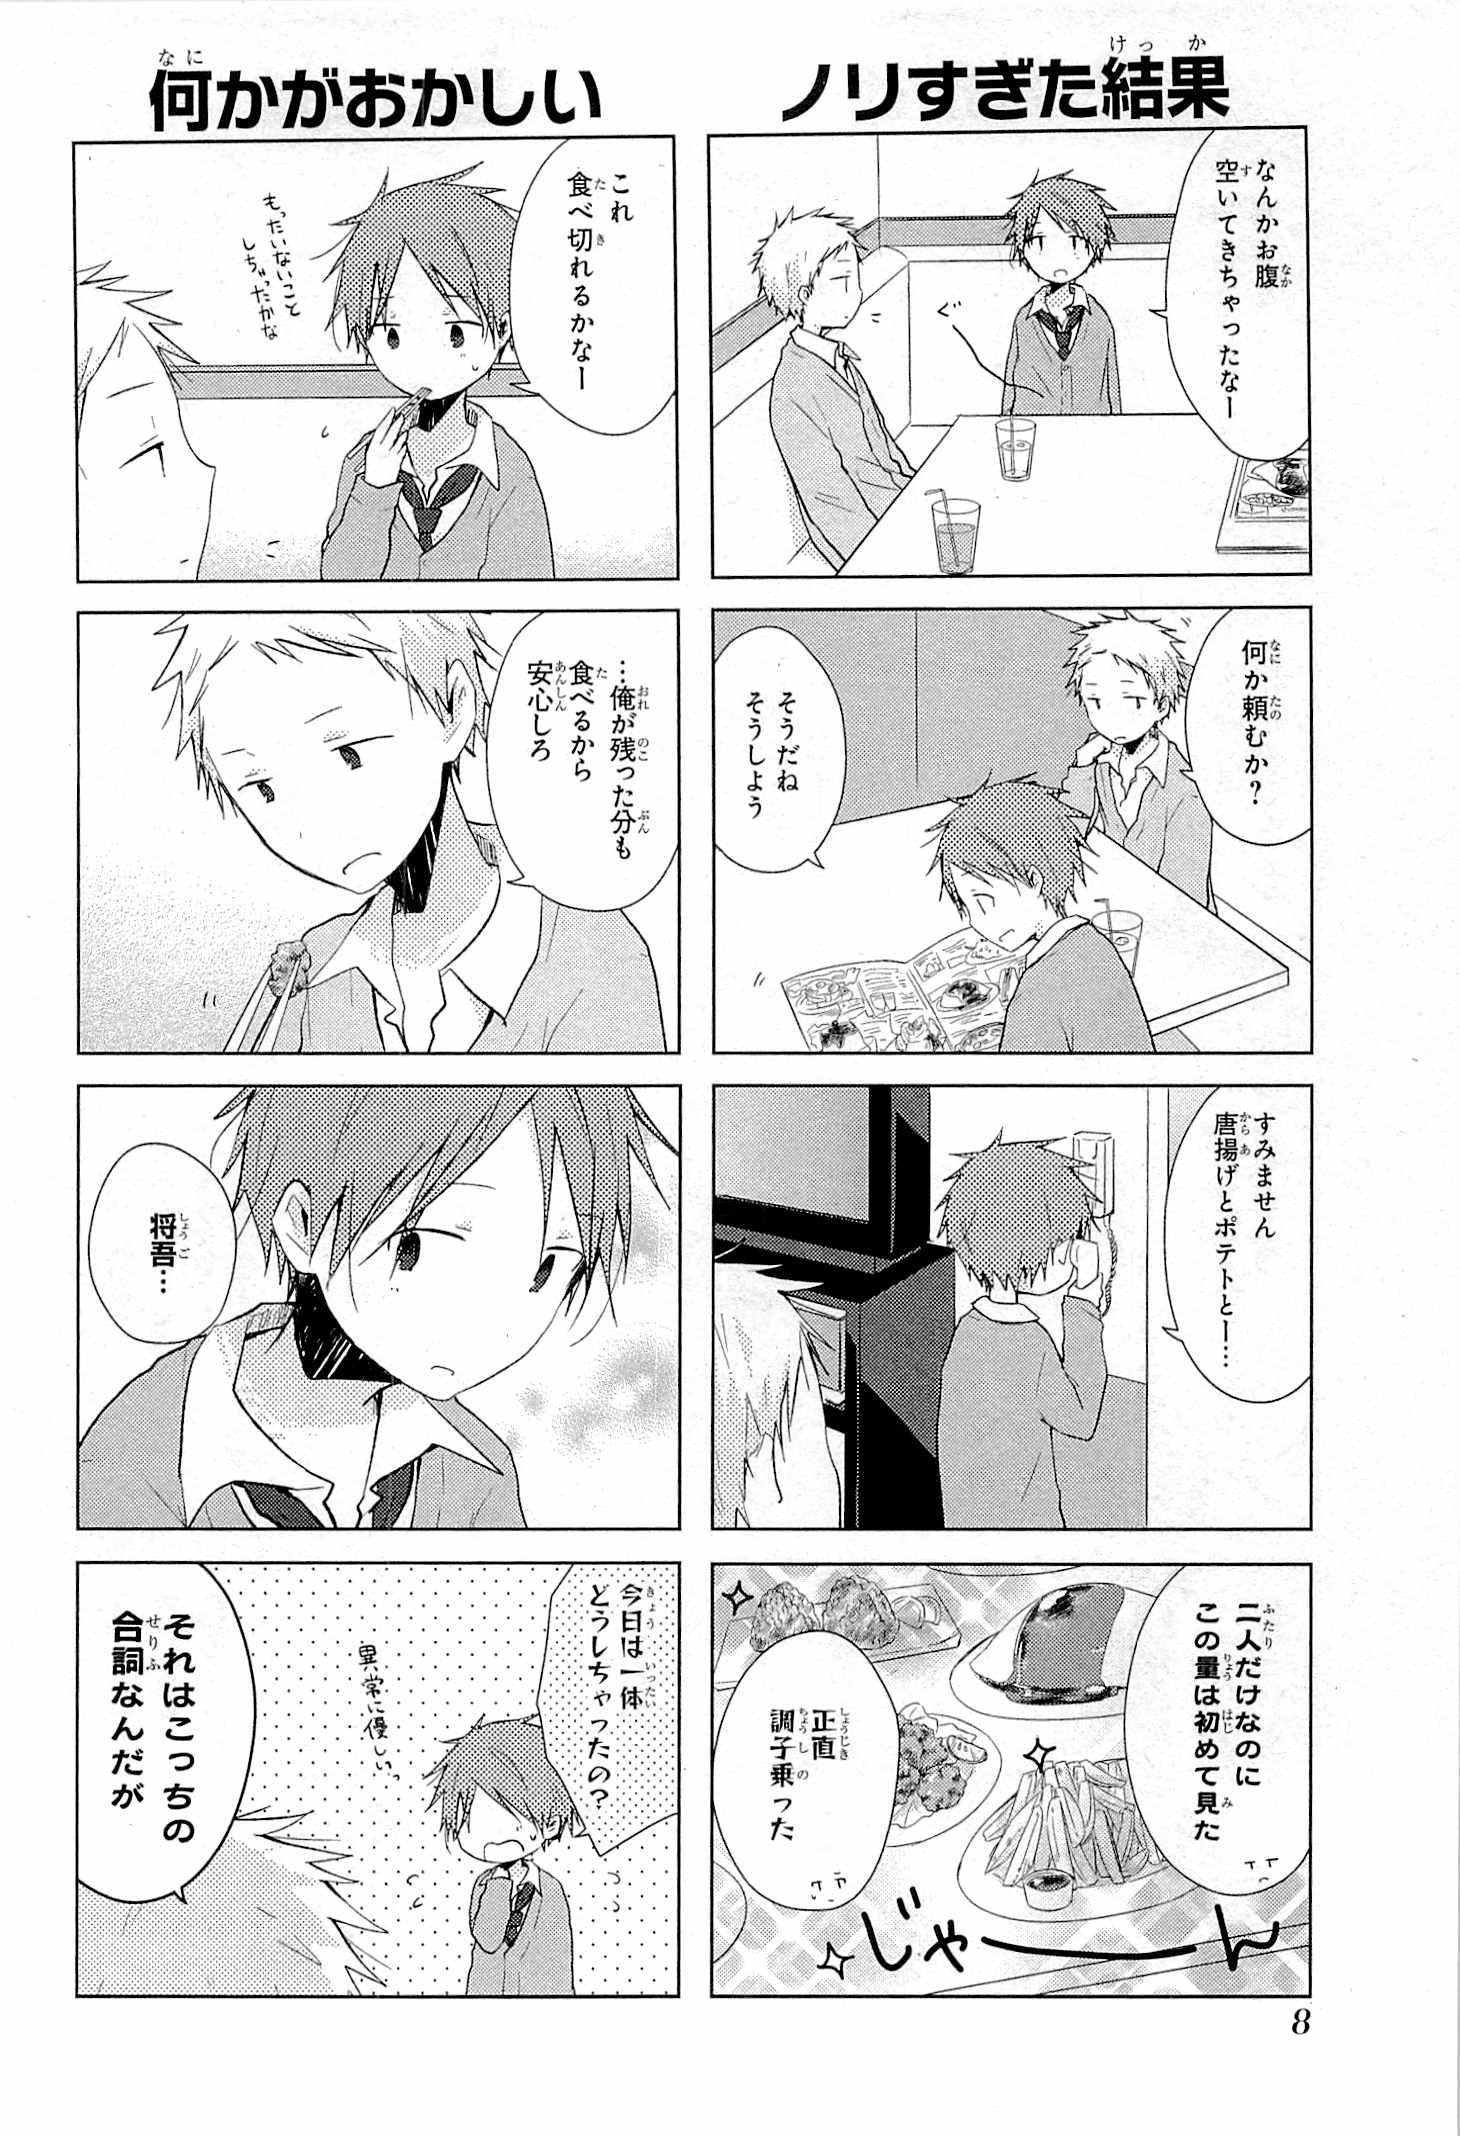 ノリすぎた結果
なんかお腹
空いてきちゃったなー
ぐ
何か頼むか？
そうだね
そうしよう
すみません
唐揚げとポテトとー…
二人だけなのに
この量は初めて見た
正直
調子乗った
じゃーーん
何かがおかしい
これ
食べ切れるかなー
もったいないこと
しちゃったかな
…俺が残った分も
食べるから
安心しろ
将吾…
今日は一体
どうしちゃったの？
異常に優しいっ
それはこっちの
合詞なんだが
8